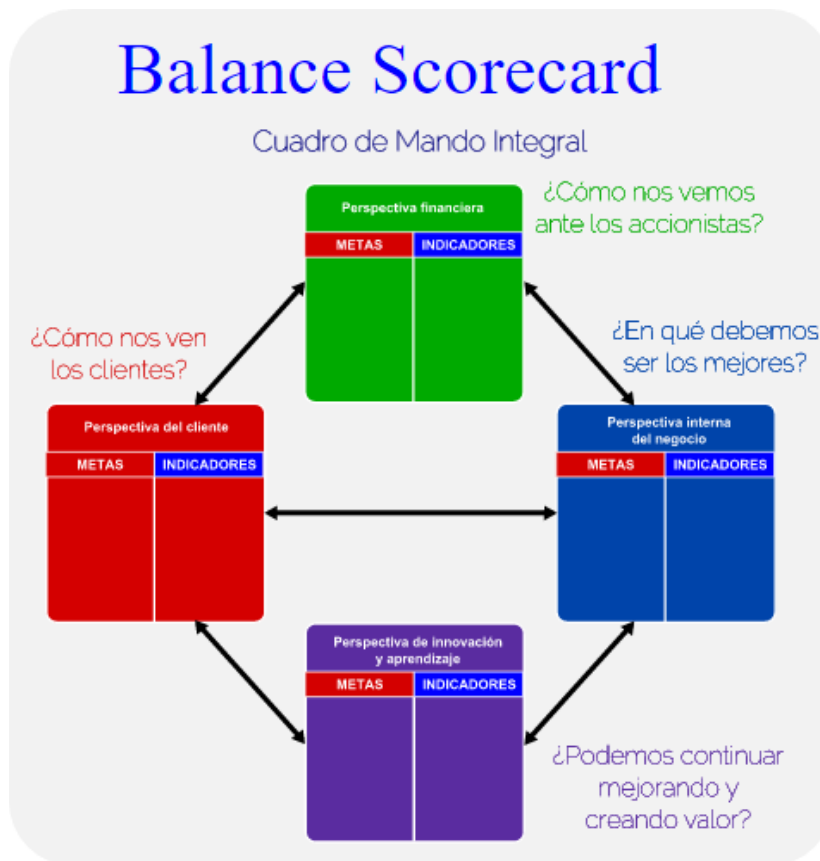 Balance Scorecard
Cuadro de Mando Integral
Perspectiva financiera
METAS
INDICADORES
¿Cómo nos vemos
ante los accionistas?
¿Cómo nos ven
los clientes?
¿En qué debemos
ser los mejores?
Perspectiva del cliente
METAS
INDICADORES
Perspectiva interna
del negocio
METAS
INDICADORES
Perspectiva de innovación
y aprendizaje
METAS
INDICADORES
¿Podemos continuar
mejorando y
creando valor?